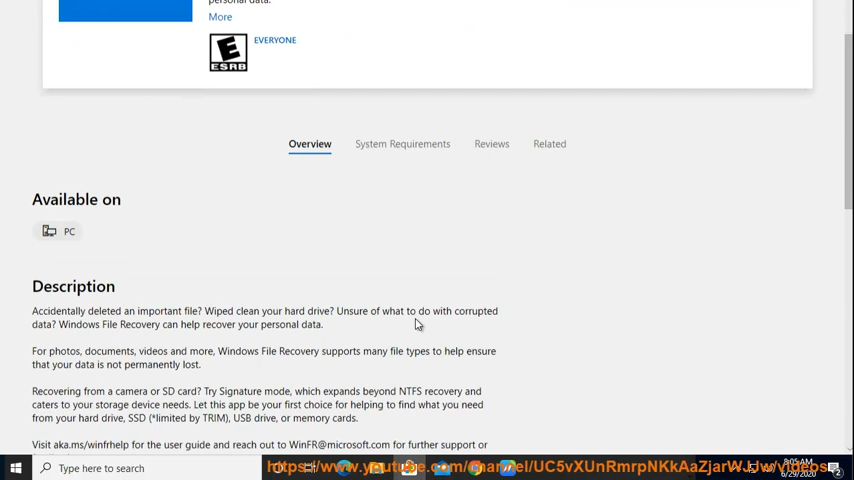 personal data.
More
E
ESRB
EVERYONE
Overview System Requirements Reviews Related
Available on
PC
Description
Accidentally deleted an important file? Wiped clean your hard drive? Unsure of what to do with corrupted
data? Windows File Recovery can help recover your personal data.
For photos, documents, videos and more, Windows File Recovery supports many file types to help ensure
that your data is not permanently lost.
Recovering from a camera or SD card? Try Signature mode, which expands beyond NTFS recovery and
caters to your storage device needs. Let this app be your first choice for helping to find what you need
from your hard drive, SSD (*limited by TRIM), USB drive, or memory cards.
Visit aka.ms/winfrhelp for the user guide and reach out to WinFR@microsoft.com for further support or
8:05 AM
Type here to search
6/29/2020
2